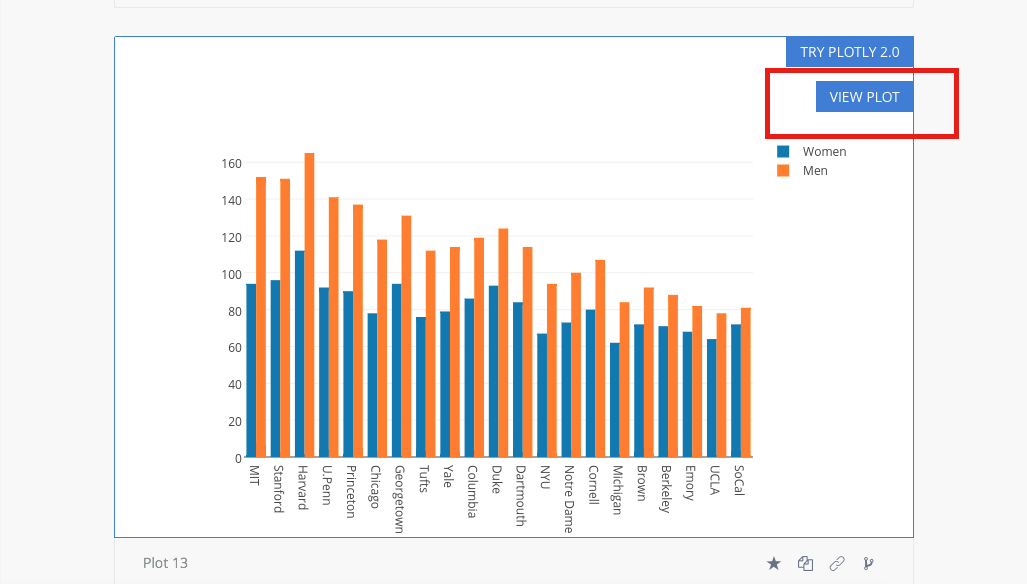 TRY PLOTLY 2.0
VIEW PLOT
Women
Men
160
140
120
100
80
60
40
20
0
MIT
Stanford
Harvard
U.Penn
Princeton
Chicago
Georgetown
Tufts
Yale
Columbia
Duke
Dartmouth
NYU
Notre Dame
Cornell
Michigan
Brown
Berkeley
Emory
UCLA
SoCal
Plot 13